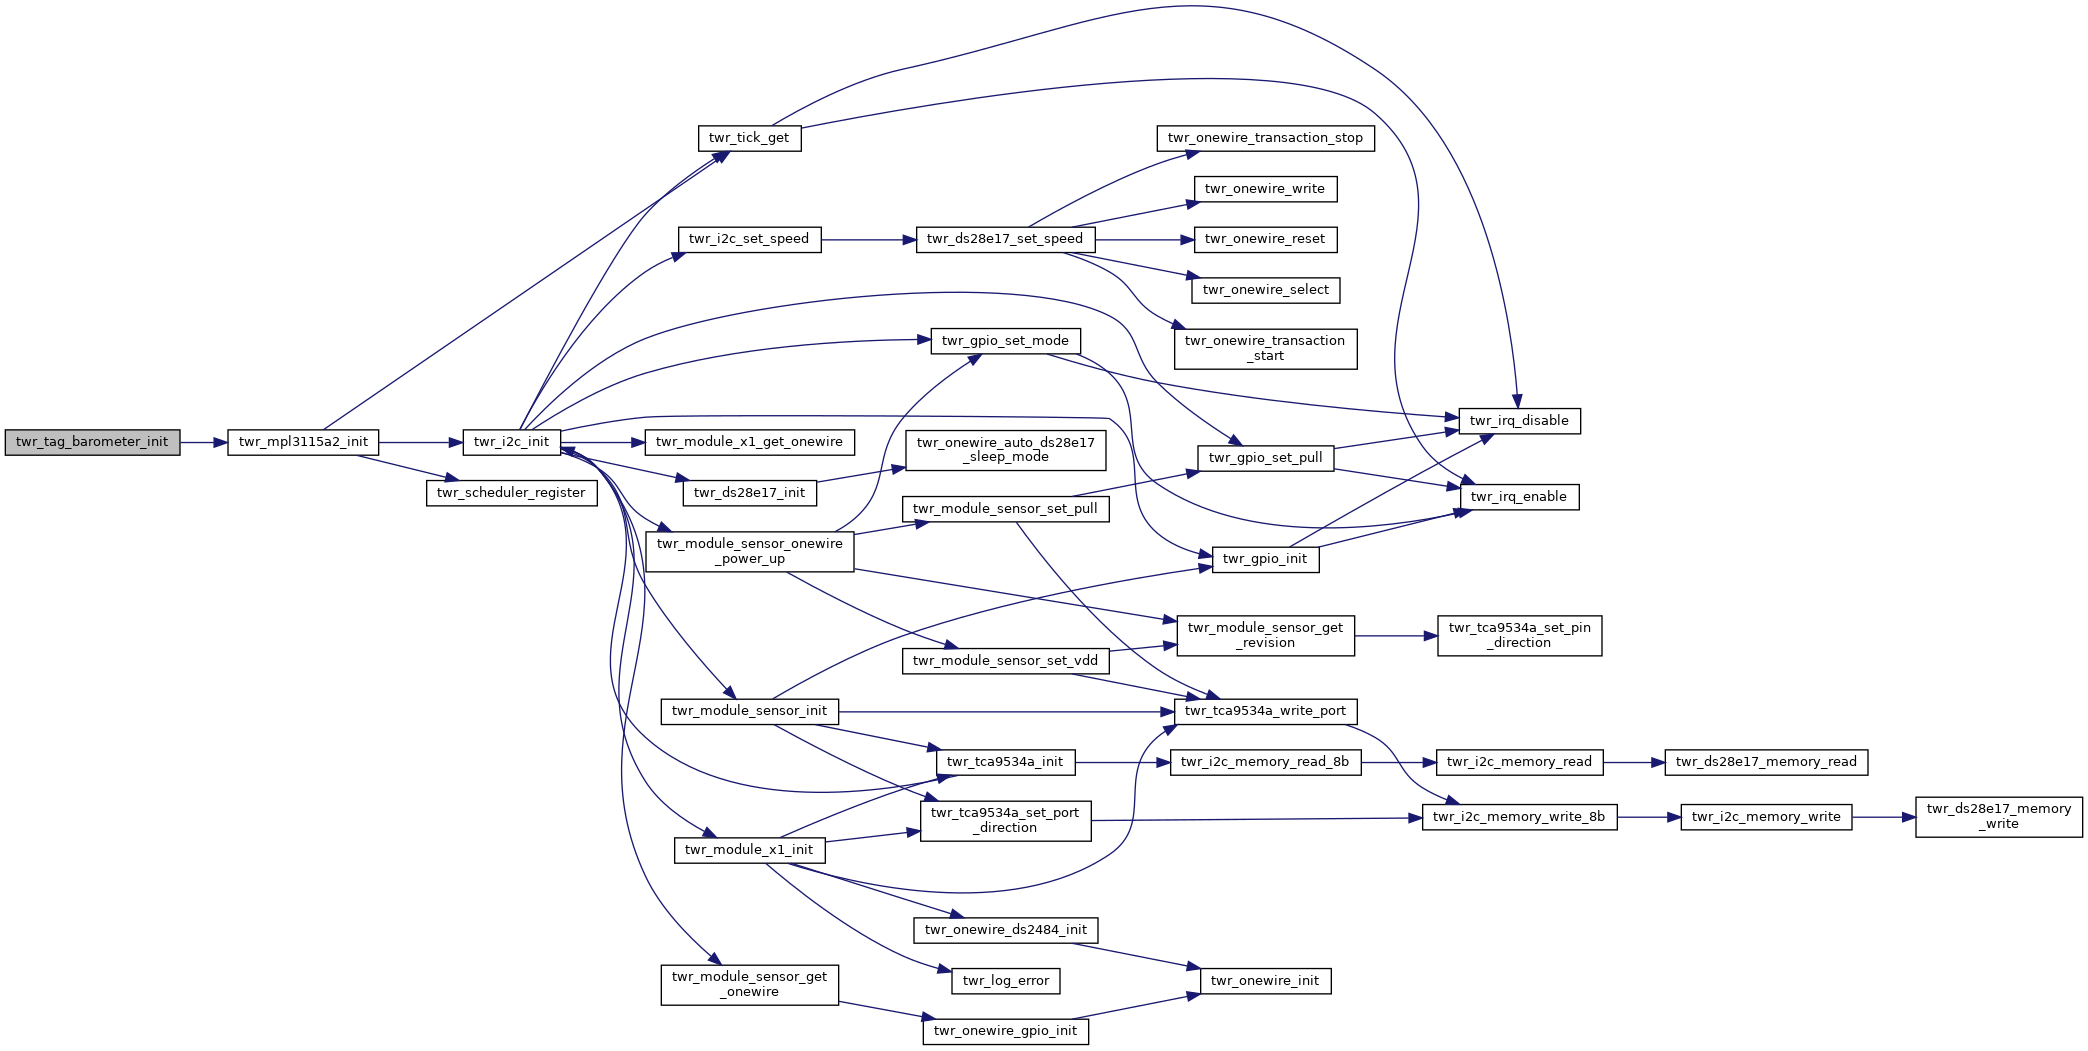 twr_tag_barometer_init
twr_mpl3115a2_init
twr_i2c_init
twr_scheduler_register
twr_tick_get
twr_i2c_set_speed
twr_module_x1_get_onewire
twr_ds28e17_init
twr_module_sensor_onewire
_power_up
twr_module_sensor_init
twr_module_x1_init
twr_module_sensor_get
_onewire
twr_ds28e17_set_speed
twr_gpio_set_mode
twr_onewire_auto_ds28e17
_sleep_mode
twr_module_sensor_set_pull
twr_module_sensor_set_vdd
twr_tca9534a_init
twr_tca9534a_set_port
_direction
twr_onewire_ds2484_init
twr_log_error
twr_onewire_gpio_init
twr_onewire_transaction_stop
twr_onewire_write
twr_onewire_reset
twr_onewire_select
twr_onewire_transaction
_start
twr_gpio_set_pull
twr_gpio_init
twr_module_sensor_get
_revision
twr_tca9534a_write_port
twr_i2c_memory_read_8b
twr_onewire_init
twr_irq_disable
twr_irq_enable
twr_tca9534a_set_pin
_direction
twr_i2c_memory_read
twr_i2c_memory_write_8b
twr_ds28e17_memory_read
twr_i2c_memory_write
twr_ds28e17_memory
_write